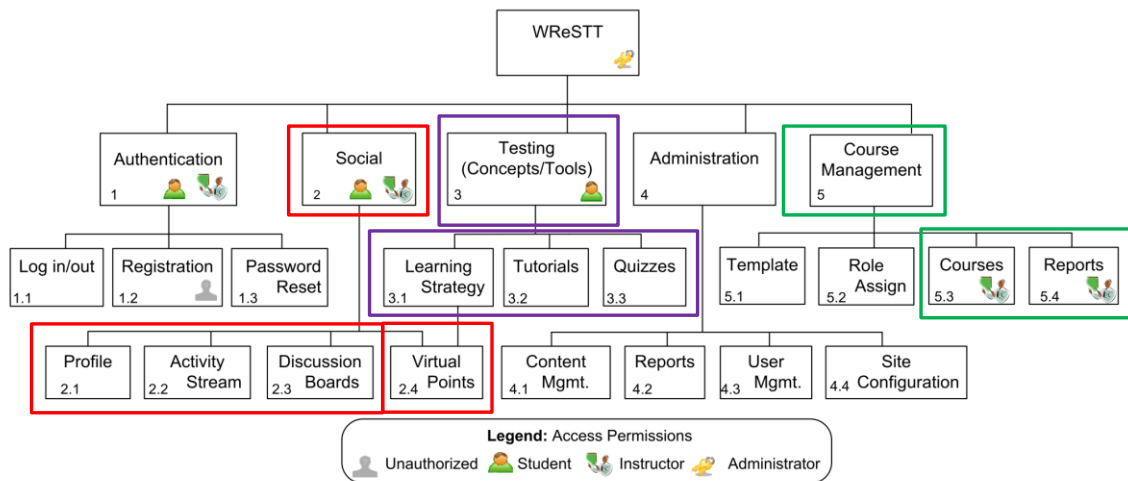 WReSTT
Authentication
1
Social
2
Testing
(Concepts/Tools)
3
Administration
4
Course
Management
5
Log in/out
1.1
Registration
1.2
Password
Reset
1.3
Learning
Strategy
3.1
Tutorials
3.2
Quizzes
3.3
Template
5.1
Role
Assign
5.2
Courses
5.3
Reports
5.4
Profile
2.1
Activity
Stream
2.2
Discussion
Boards
2.3
Virtual
Points
2.4
Content
Mgmt.
4.1
Reports
4.2
User
Mgmt.
4.3
Site
Configuration
4.4
Legend: Access Permissions
Unauthorized Student Instructor Administrator